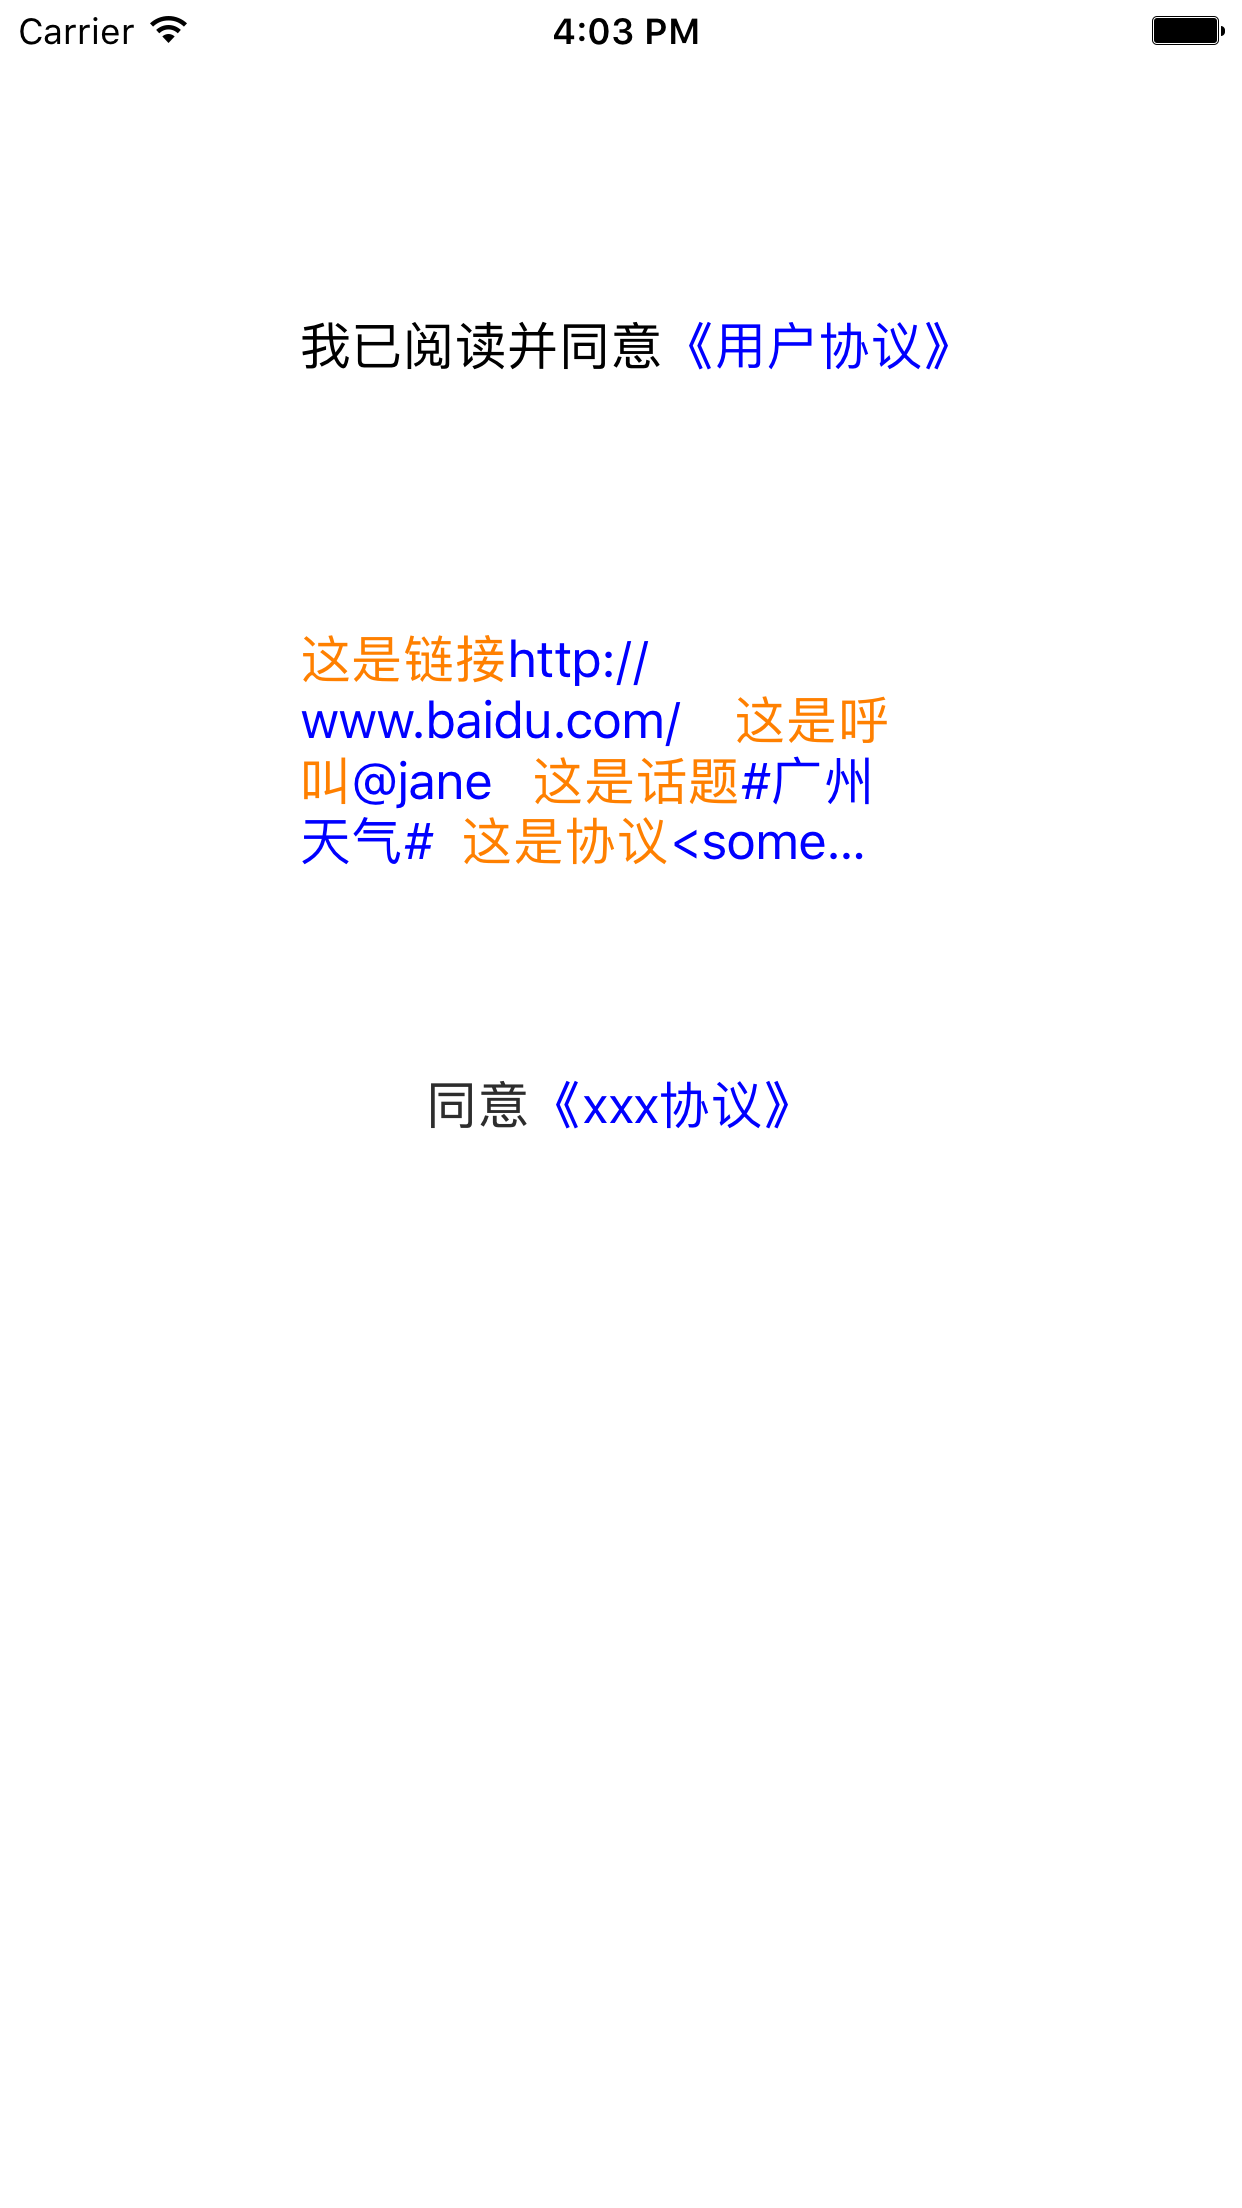 Carrier 4:03 PM
我已阅读并同意《用户协议》
这是链接http://
www.baidu.com/   这是呼
叫@jane   这是话题#广州
天气#  这是协议<some...
同意《xxx协议》